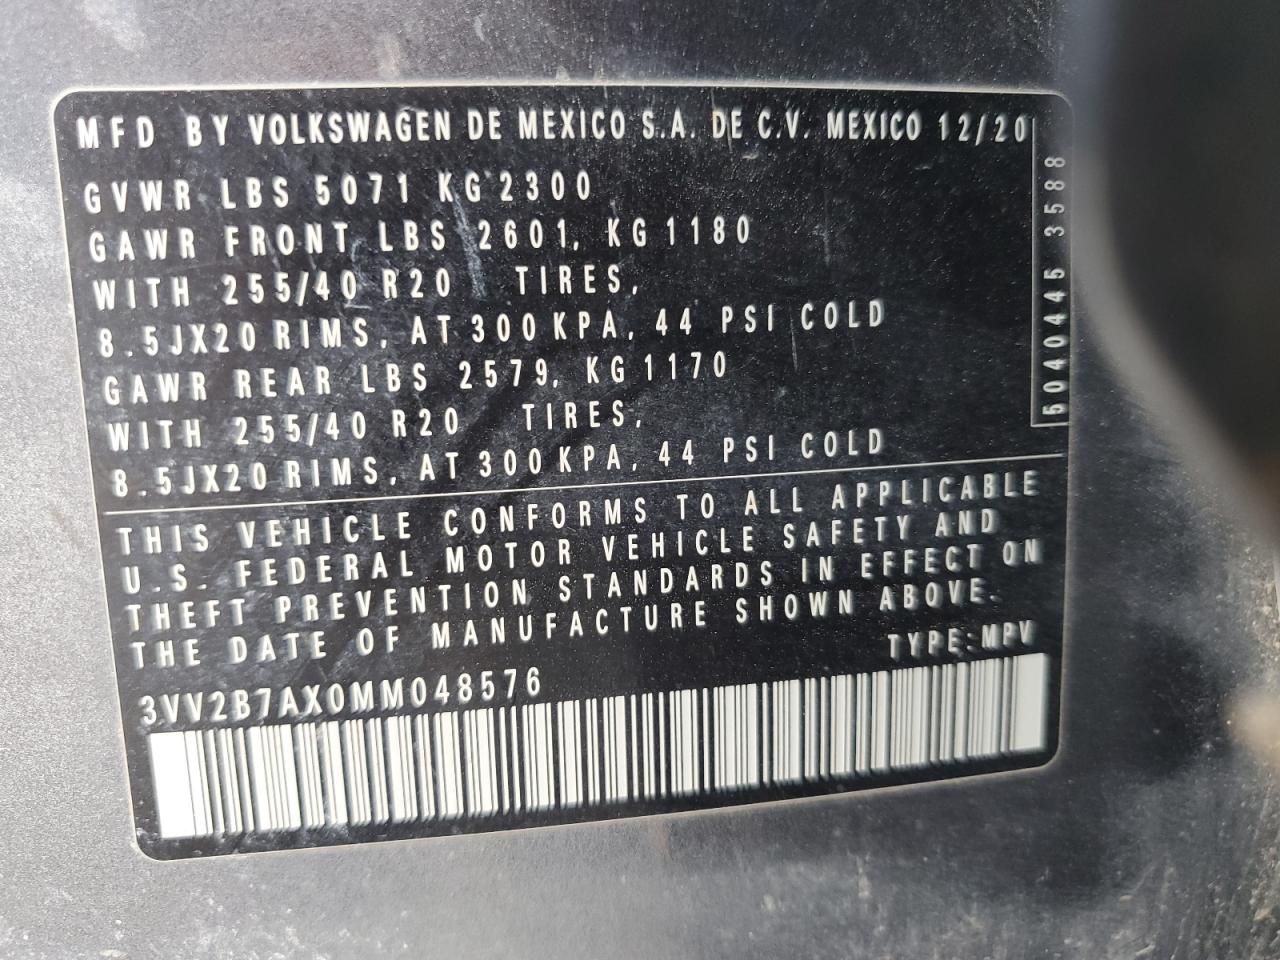 MFD BY VOLKSWAGEN DE MEXICO S.A. DE C.V. MEXICO 12/20
GVWR LBS 5071 KG 2300
GAWR FRONT LBS 2601, KG 1180
WITH 255/40 R20 TIRES,
8.5JX20 RIMS, AT 300 KPA, 44 PSI COLD
GAWR REAR LBS 2579, KG 1170
WITH 255/40 R20 TIRES,
8.5JX20 RIMS, AT 300 KPA, 44 PSI COLD
5040445 3588
THIS VEHICLE CONFORMS TO ALL APPLICABLE
U.S. FEDERAL MOTOR VEHICLE SAFETY AND
THEFT PREVENTION STANDARDS IN EFFECT ON
THE DATE OF MANUFACTURE SHOWN ABOVE.
TYPE: MPV
3VV2B7AX0MM048576